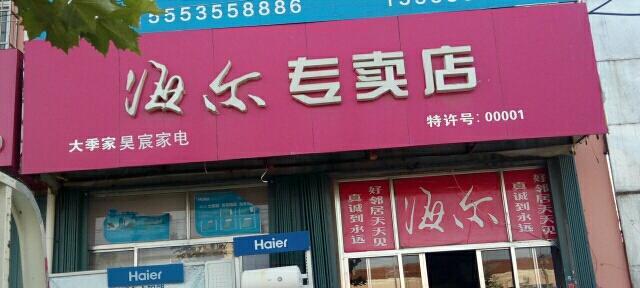 5553558886
海尔专卖店
大季家昊宸家电
特许号:00001
好邻居天天见
真诚到永远
海尔
好邻居天天见
真诚到永远
Haier
Haier